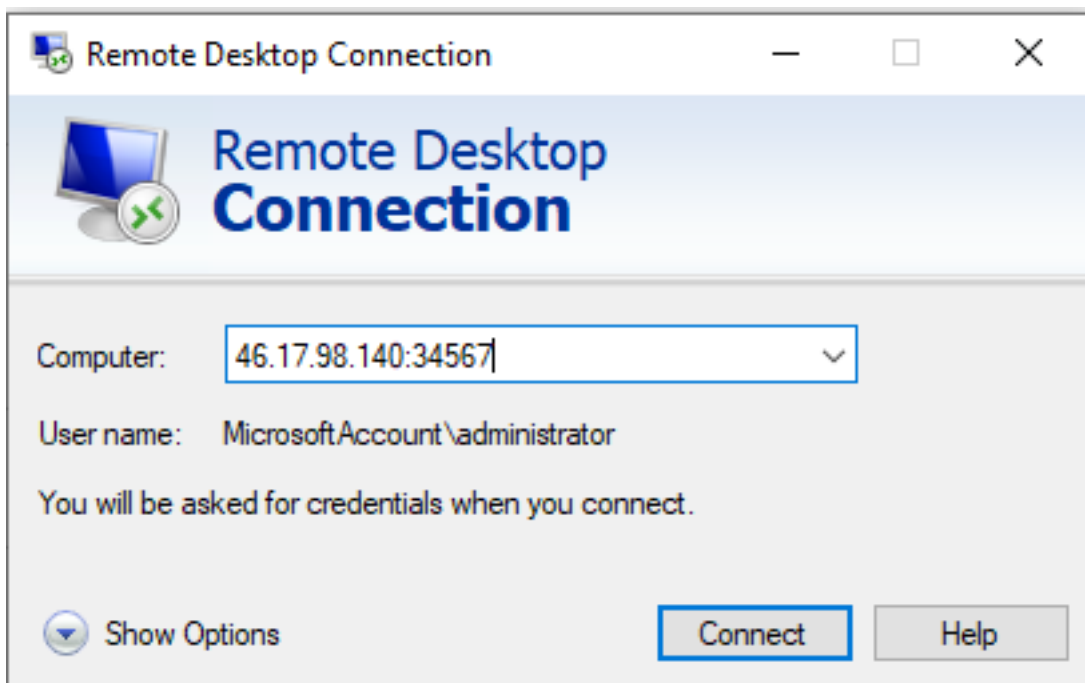 Remote Desktop Connection
Remote Desktop
Connection
Computer: 46.17.98.140:34567
User name: MicrosoftAccount\administrator
You will be asked for credentials when you connect.
Show Options Connect Help